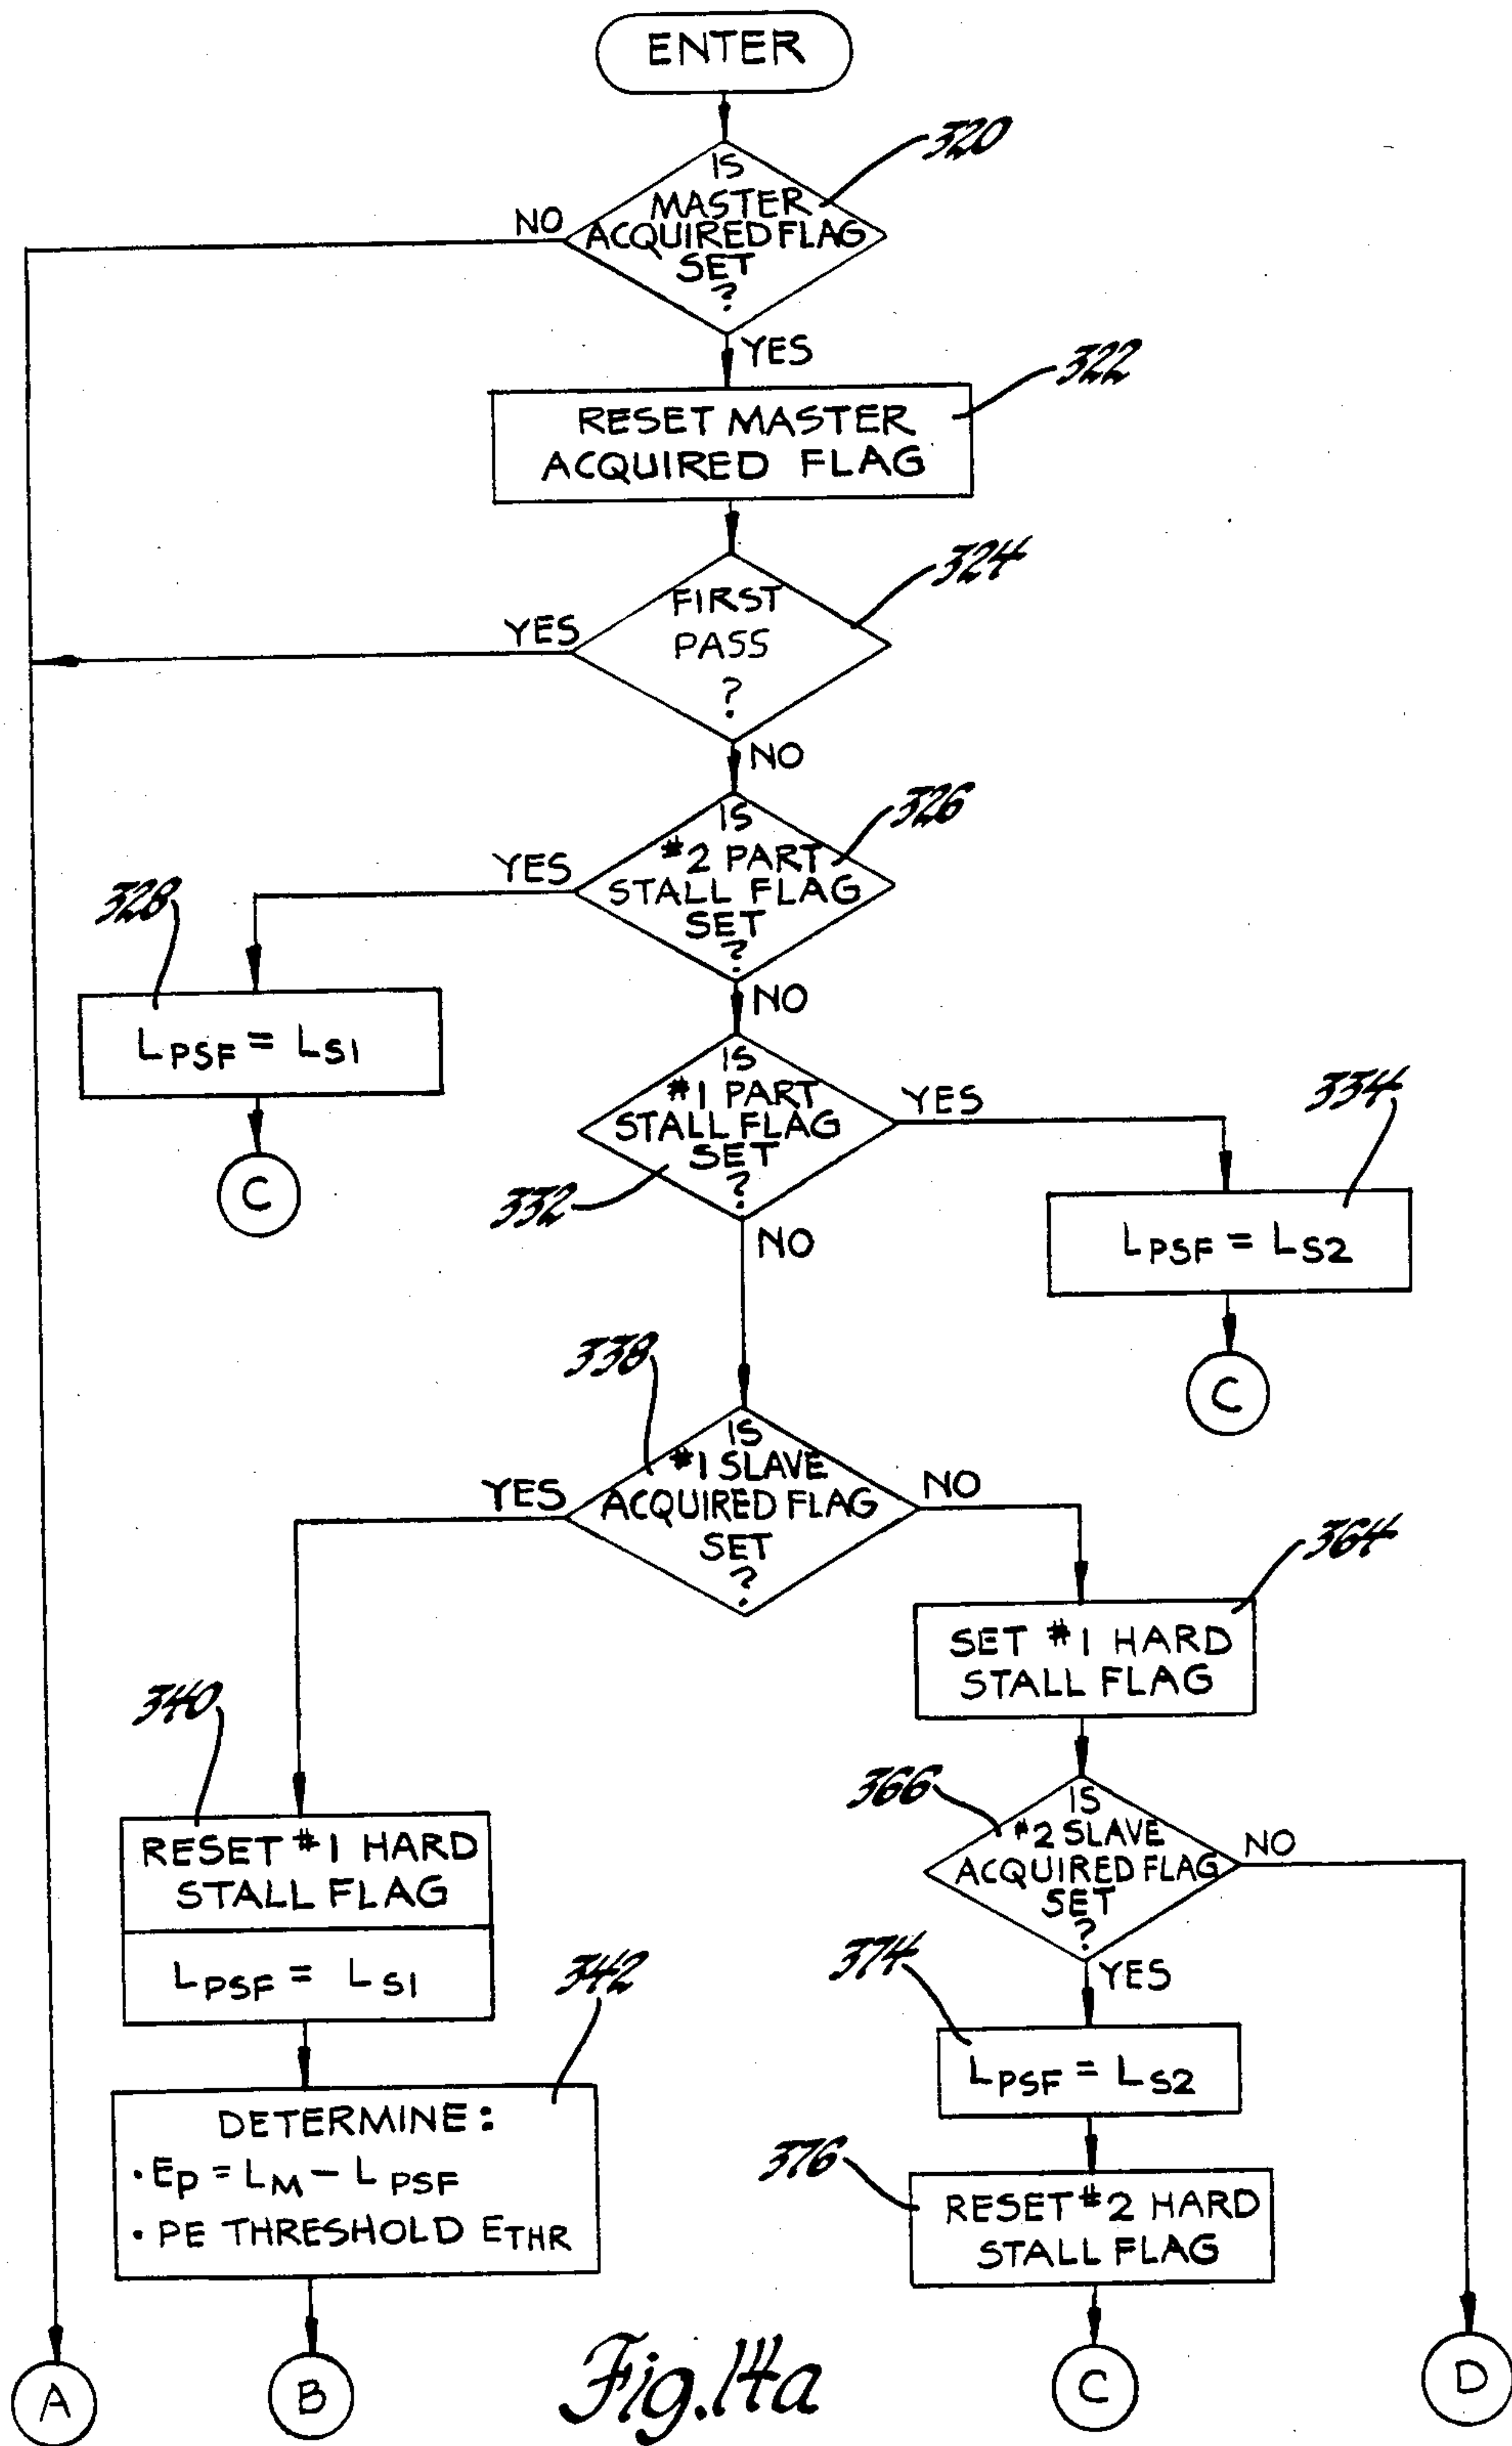 ENTER
320
IS
MASTER
ACQUIRED FLAG
SET
?
NO
YES
322
RESET MASTER
ACQUIRED FLAG
324
FIRST
PASS
?
YES
NO
326
IS
#2 PART
STALL FLAG
SET
?
YES
NO
328
LPSF = LS1
C
IS
#1 PART
STALL FLAG
SET
?
YES
332
NO
334
LPSF = LS2
C
338
IS
#1 SLAVE
ACQUIRED FLAG
SET
?
YES
NO
364
SET #1 HARD
STALL FLAG
340
RESET #1 HARD
STALL FLAG
LPSF = LS1
366
IS
#2 SLAVE
ACQUIRED FLAG
SET
?
NO
YES
374
LPSF = LS2
342
DETERMINE:
· EP = LM – LPSF
· PE THRESHOLD ETHR
376
RESET #2 HARD
STALL FLAG
A
B
C
D
Fig. 14a